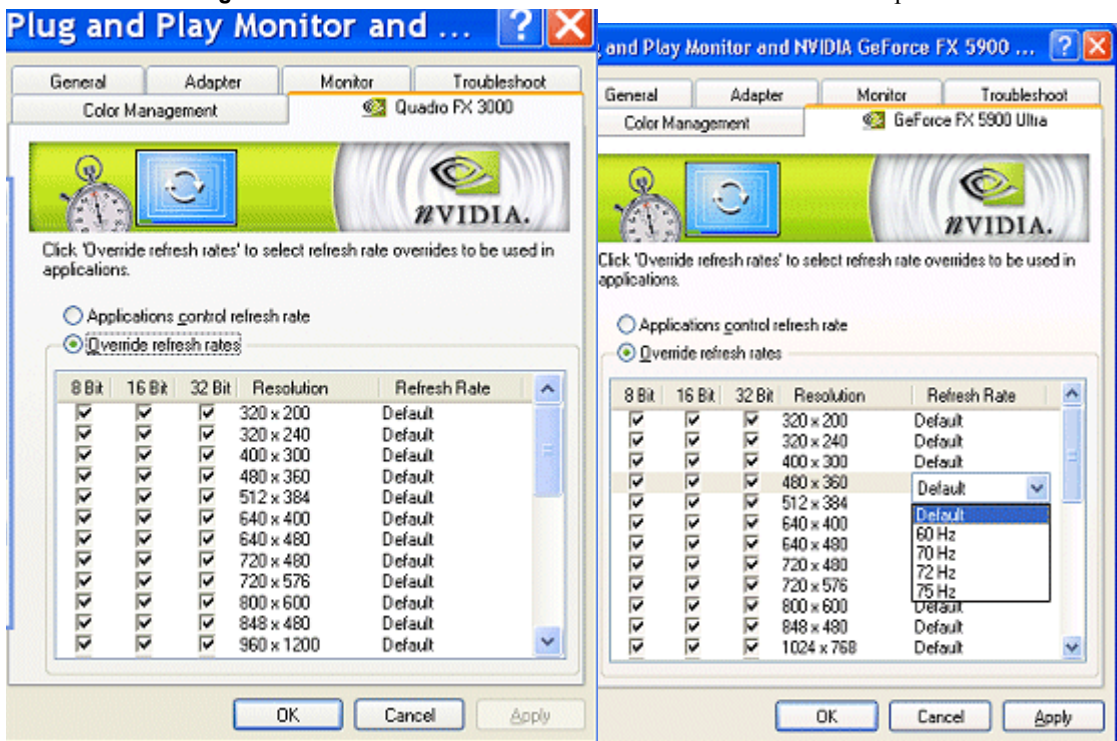 Plug and Play Monitor and ...
General Adapter Monitor Troubleshoot
Color Management Quadro FX 3000
nVIDIA.
Click 'Override refresh rates' to select refresh rate overrides to be used in
applications.
Applications control refresh rate
Override refresh rates
8 Bit 16 Bit 32 Bit Resolution Refresh Rate
320 x 200 Default
320 x 240 Default
400 x 300 Default
480 x 360 Default
512 x 384 Default
640 x 400 Default
640 x 480 Default
720 x 480 Default
720 x 576 Default
800 x 600 Default
848 x 480 Default
960 x 1200 Default
OK Cancel Apply
and Play Monitor and NVIDIA GeForce FX 5900 ...
General Adapter Monitor Troubleshoot
Color Management GeForce FX 5900 Ultra
nVIDIA.
Click 'Override refresh rates' to select refresh rate overrides to be used in
applications.
Applications control refresh rate
Override refresh rates
8 Bit 16 Bit 32 Bit Resolution Refresh Rate
320 x 200 Default
320 x 240 Default
400 x 300 Default
480 x 360 Default
512 x 384 Default
640 x 400 60 Hz
640 x 480 70 Hz
720 x 480 72 Hz
720 x 576 75 Hz
800 x 600 Default
848 x 480 Default
1024 x 768 Default
OK Cancel Apply